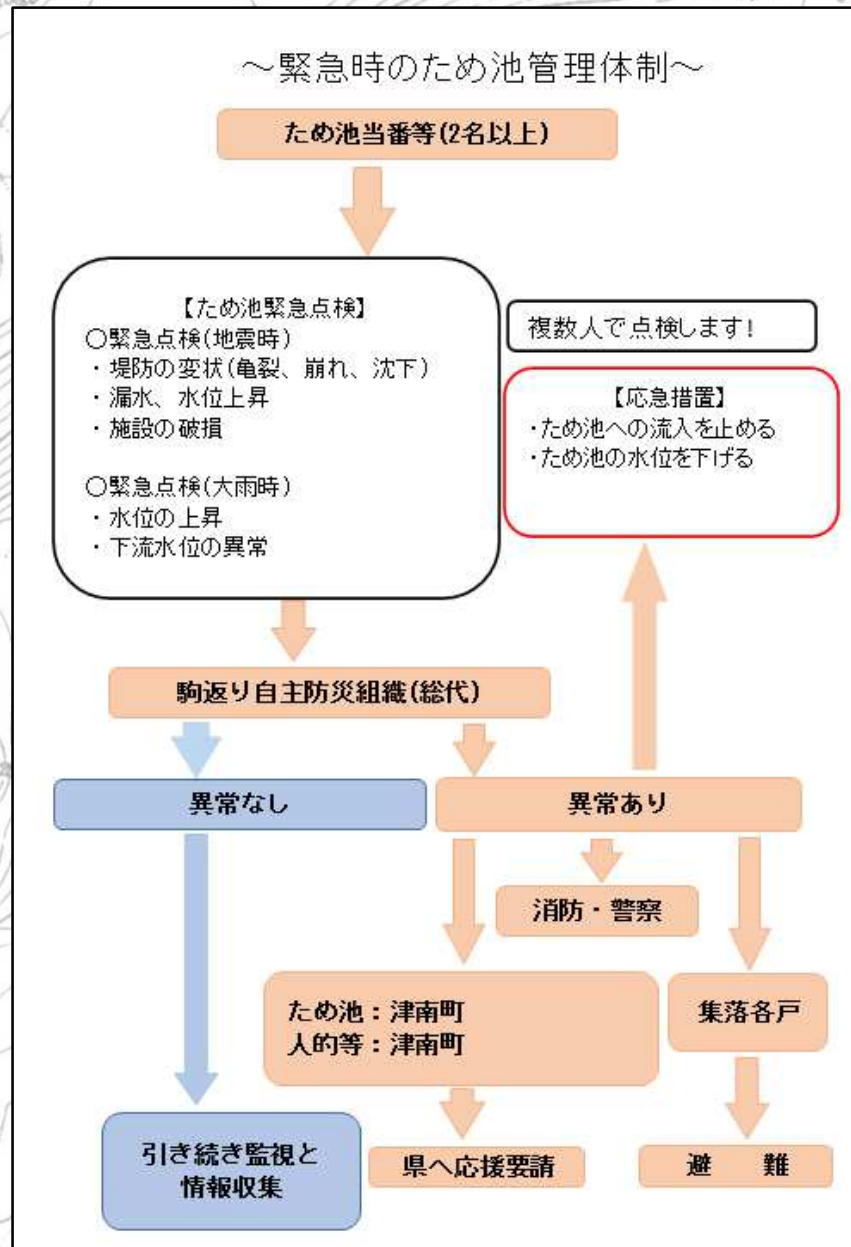 ～緊急時のため池管理体制～
ため池当番等(2名以上)
【ため池緊急点検】
○緊急点検(地震時)
・堤防の変状(亀裂、崩れ、沈下)
・漏水、水位上昇
・施設の破損
○緊急点検(大雨時)
・水位の上昇
・下流水位の異常
複数人で点検します!
【応急措置】
・ため池への流入を止める
・ため池の水位を下げる
駒返り自主防災組織(総代)
異常なし
異常あり
消防・警察
ため池：津南町
人的等：津南町
集落各戸
引き続き監視と
情報収集
県へ応援要請
避　難